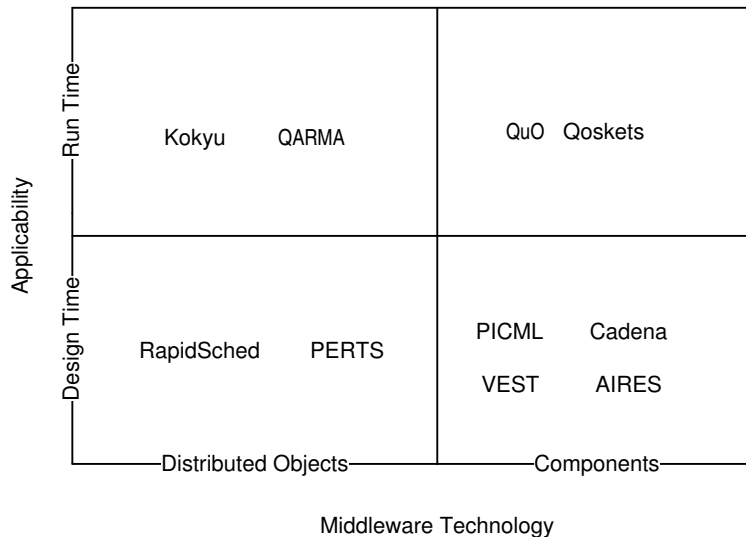 Applicability
Run Time
Kokyu QARMA
QuO Qoskets
Design Time
RapidSched PERTS
PICML Cadena
VEST AIRES
Distributed Objects
Components
Middleware Technology